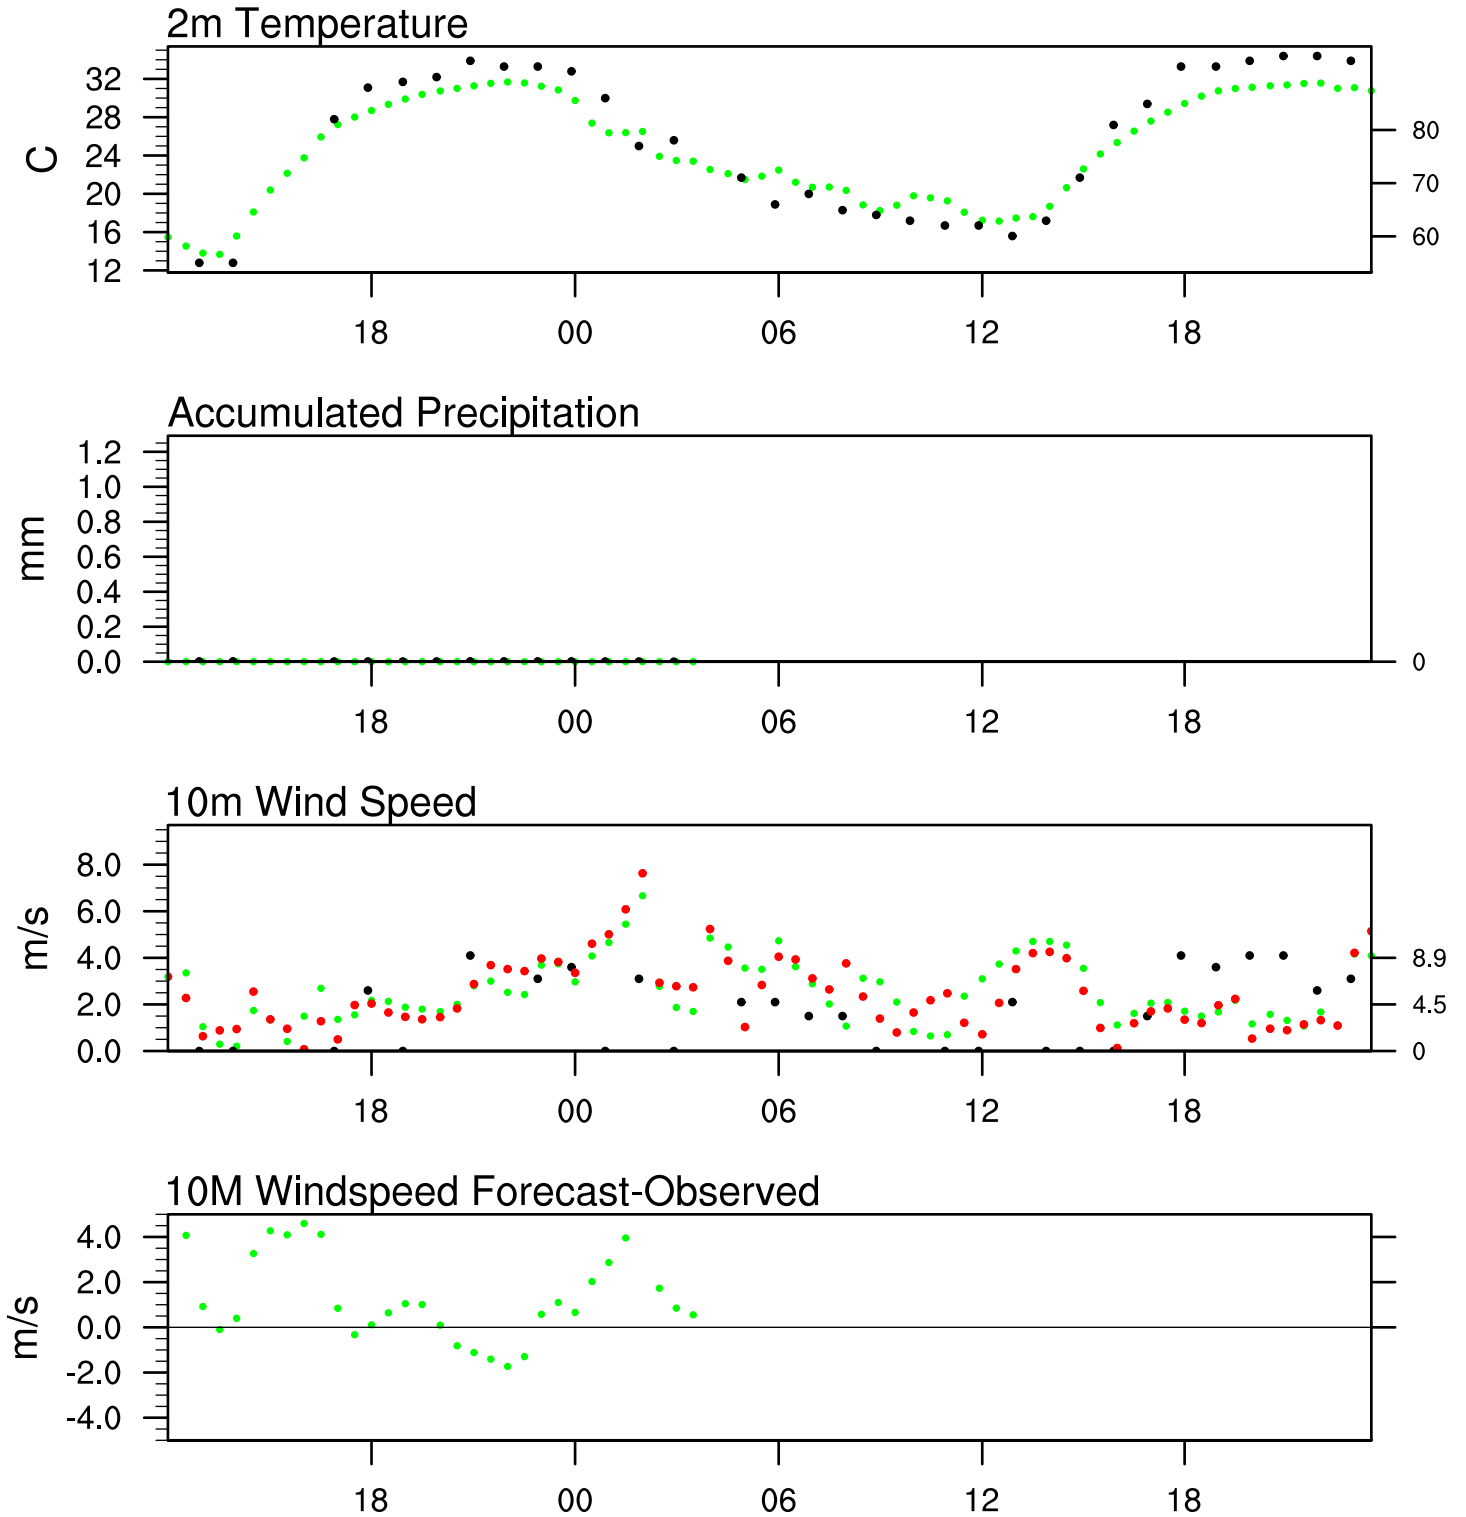 2m Temperature
C
32
28
24
20
16
12
80
70
60
18 00 06 12 18
Accumulated Precipitation
mm
1.2
1.0
0.8
0.6
0.4
0.2
0.0
0
18 00 06 12 18
10m Wind Speed
m/s
8.0
6.0
4.0
2.0
0.0
8.9
4.5
0
18 00 06 12 18
10M Windspeed Forecast-Observed
m/s
4.0
2.0
0.0
-2.0
-4.0
18 00 06 12 18